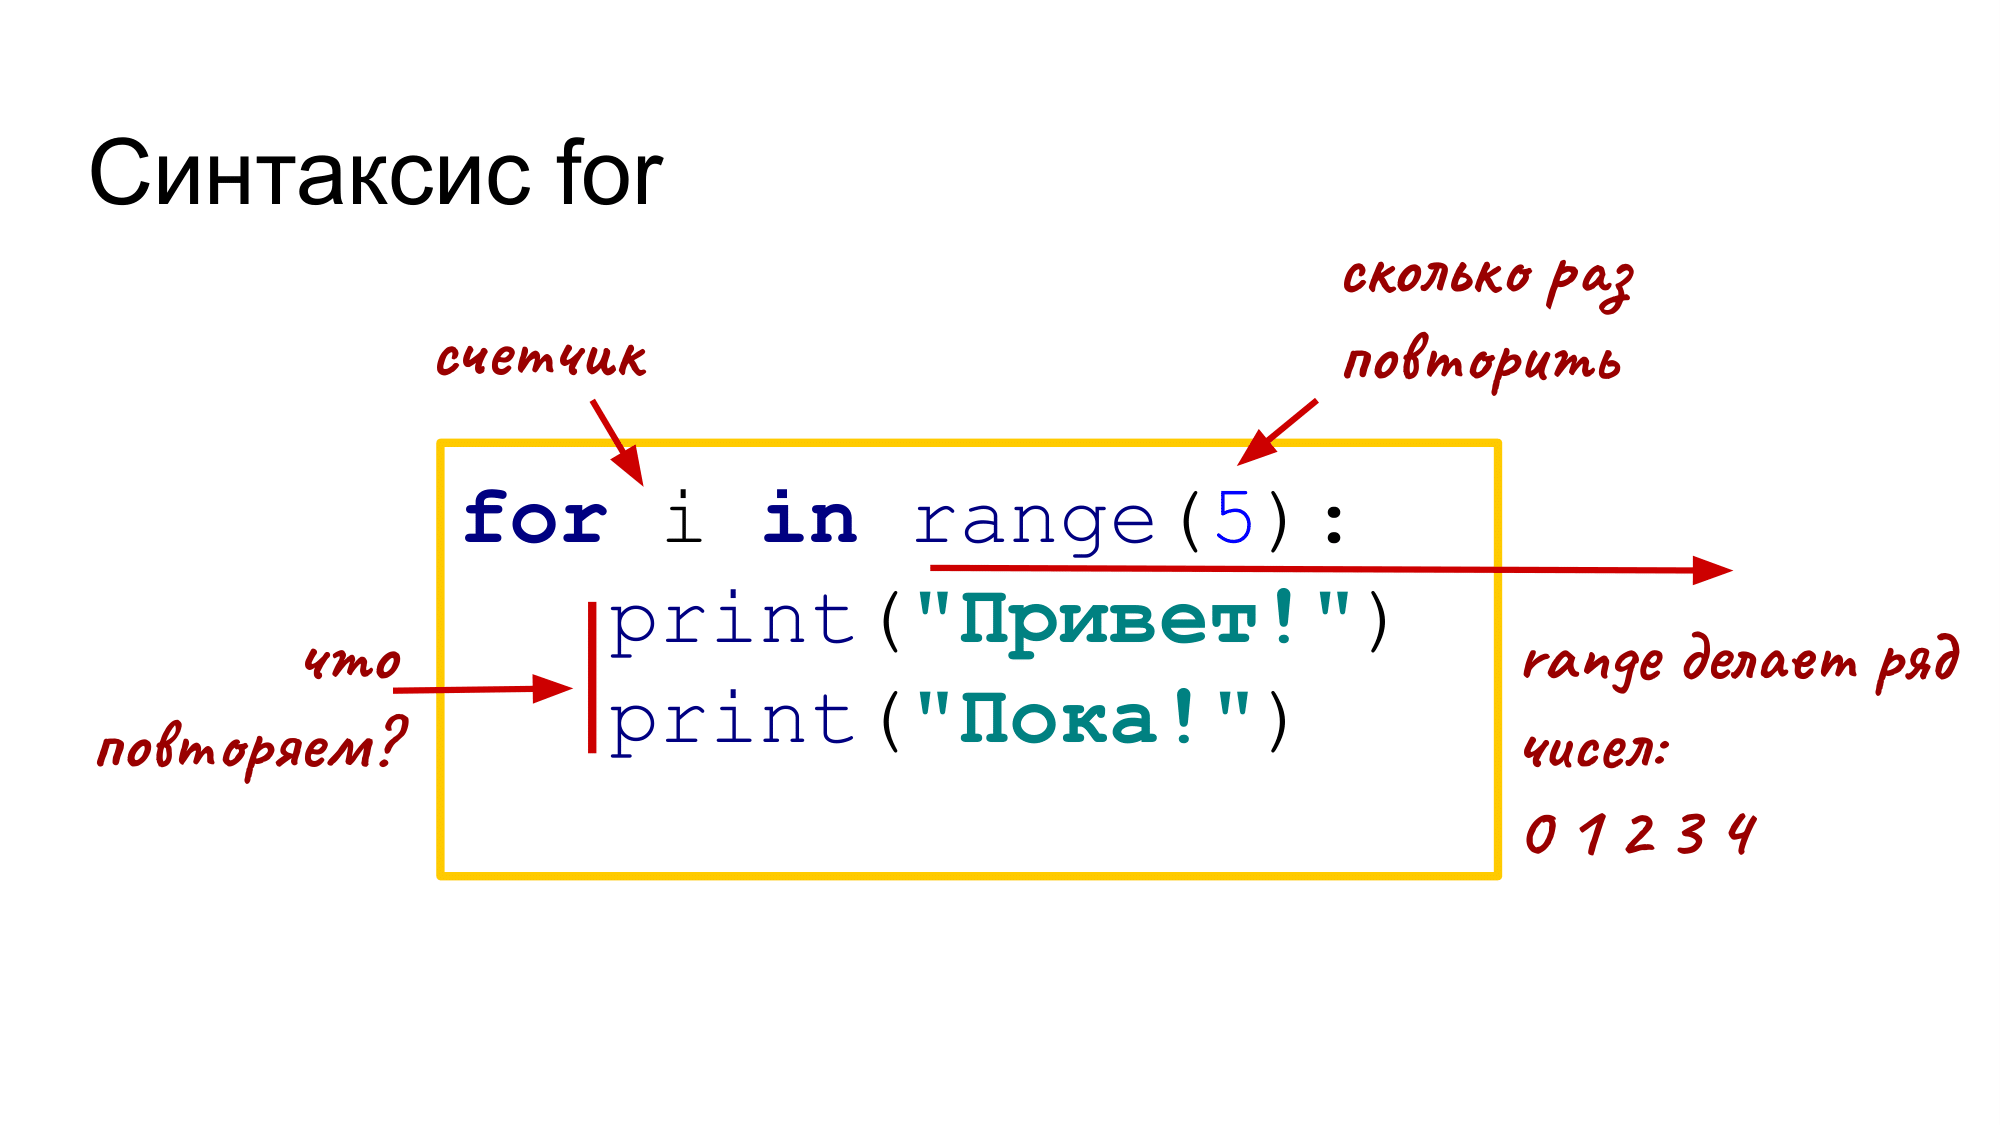 Синтаксис for
сколько раз
повторить
счетчик
for i in range(5):
print("Привет!")
print("Пока!")
что
повторяем?
range делает ряд
чисел:
0 1 2 3 4